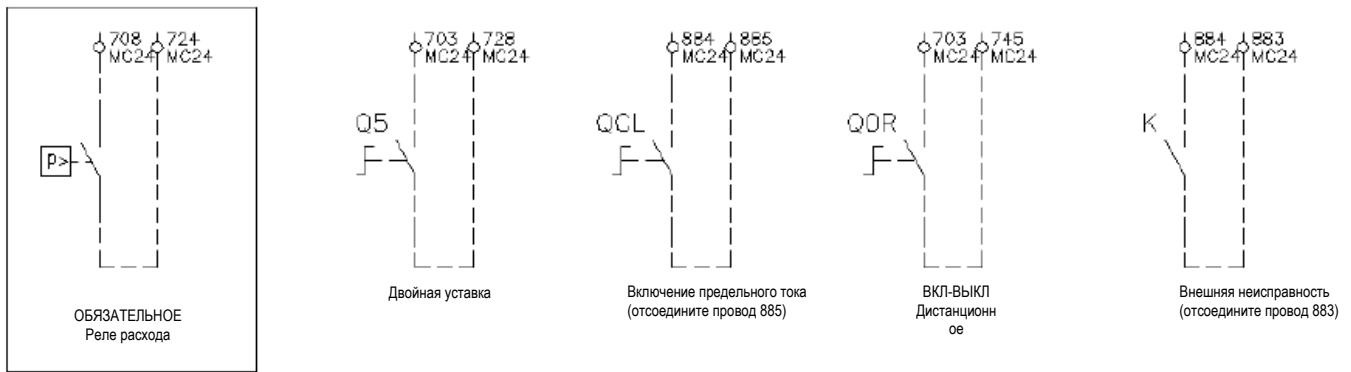 708 724
MC24 MC24
P>
ОБЯЗАТЕЛЬНОЕ
Реле расхода
703 728
MC24 MC24
Q5
Двойная уставка
884 885
MC24 MC24
QCL
Включение предельного тока
(отсоедините провод 885)
703 745
MC24 MC24
QOR
ВКЛ-ВЫКЛ
Дистанционн
ое
884 883
MC24 MC24
K
Внешняя неисправность
(отсоедините провод 883)